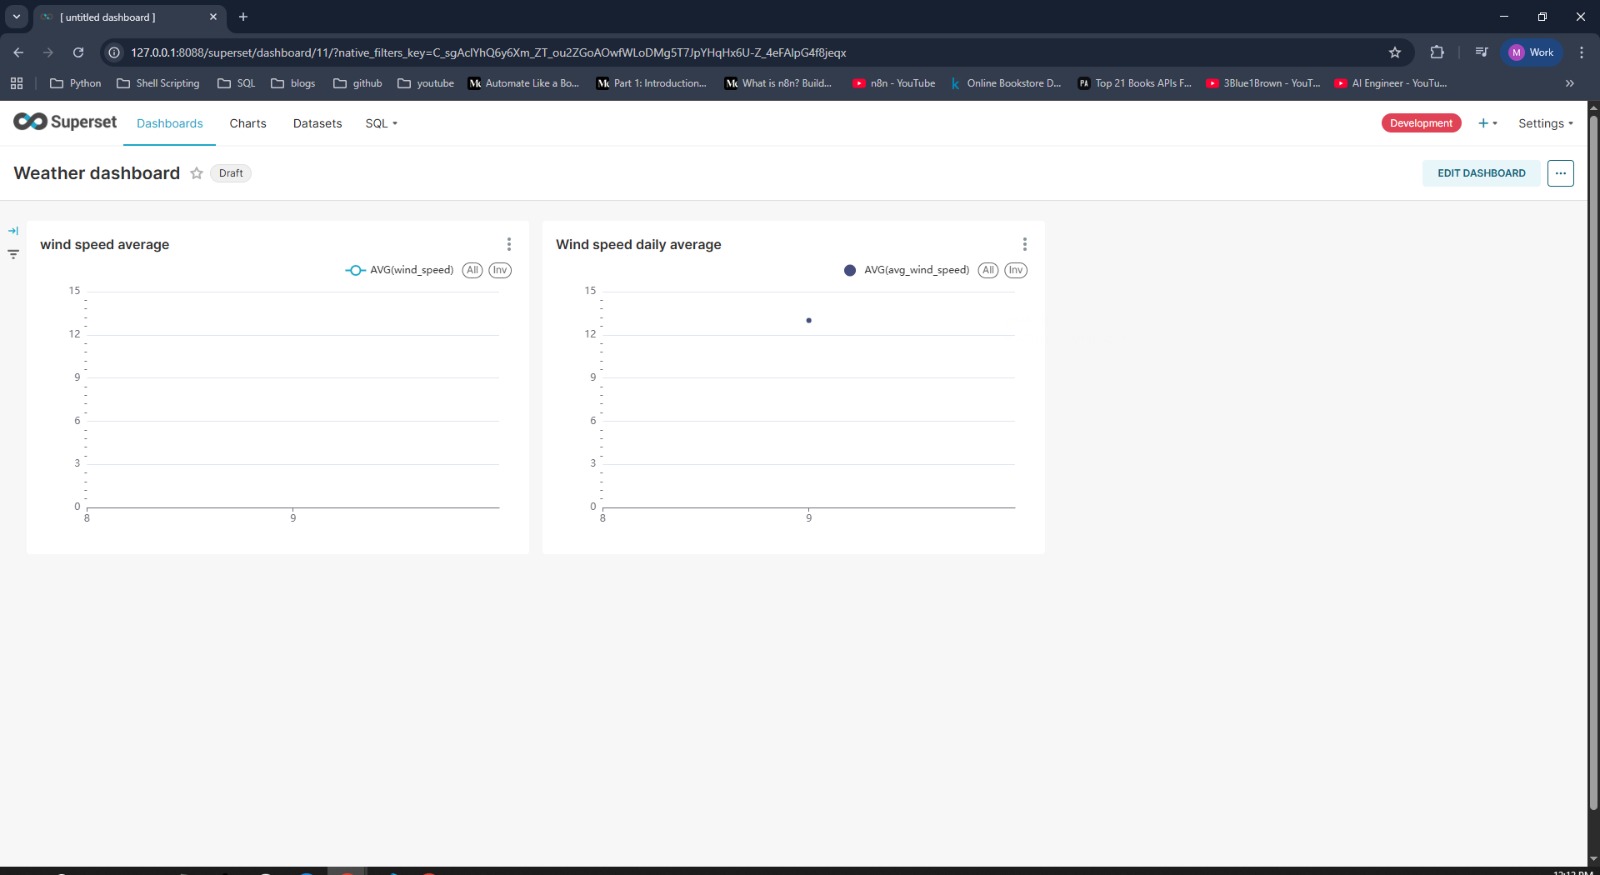 [ untitled dashboard ]
127.0.0.1:8088/superset/dashboard/11/?native_filters_key=C_sgAclYhQ6y6Xm_ZT_ou2ZGoAOwfWLoDMg5T7JpYHqHx6U-Z_4eFAlpG4f8jeqx
M Work
Python Shell Scripting SQL blogs github youtube Automate Like a Bo... Part 1: Introduction... What is n8n? Build... n8n - YouTube Online Bookstore D... Top 21 Books APIs F... 3Blue1Brown - YouT... AI Engineer - YouTu...
Superset Dashboards Charts Datasets SQL Development + Settings
Weather dashboard Draft EDIT DASHBOARD ...
wind speed average
AVG(wind_speed) All Inv
15
12
9
6
3
0
8 9
Wind speed daily average
AVG(avg_wind_speed) All Inv
15
12
9
6
3
0
8 9